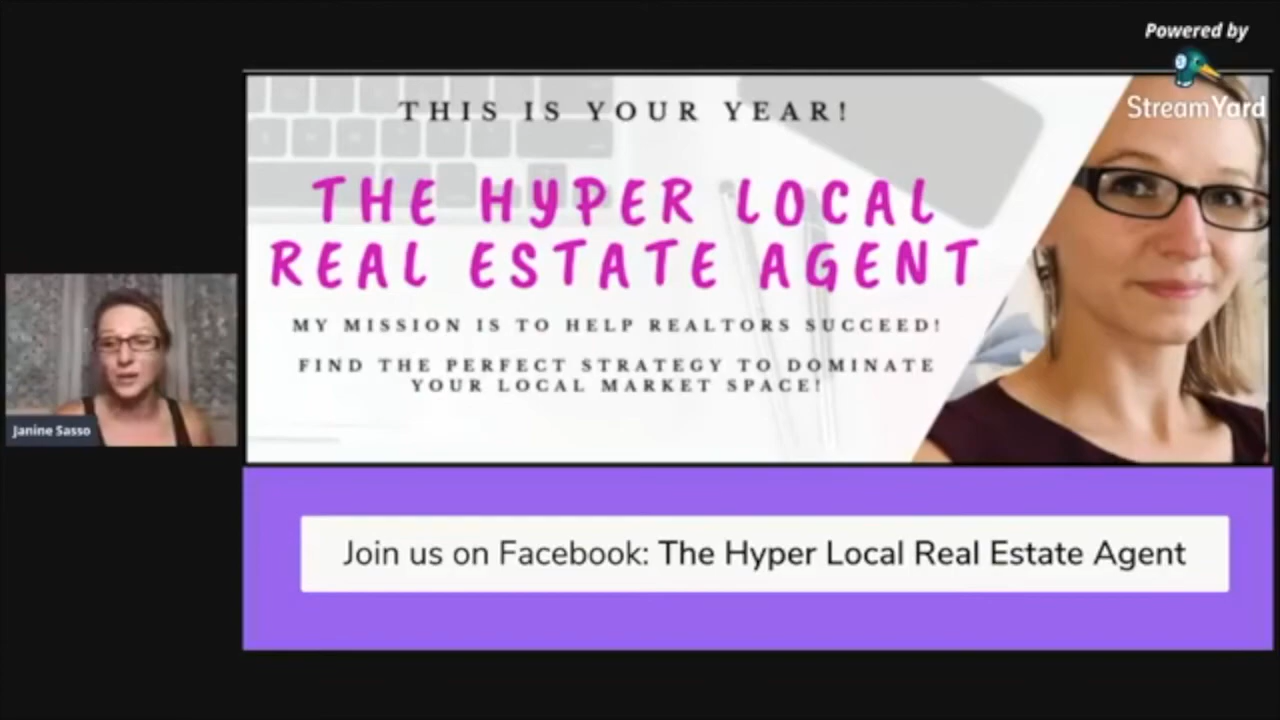 Powered by
StreamYard
THIS IS YOUR YEAR!
THE HYPER LOCAL
REAL ESTATE AGENT
MY MISSION IS TO HELP REALTORS SUCCEED!
FIND THE PERFECT STRATEGY TO DOMINATE
YOUR LOCAL MARKET SPACE!
Janine Sasso
Join us on Facebook: The Hyper Local Real Estate Agent